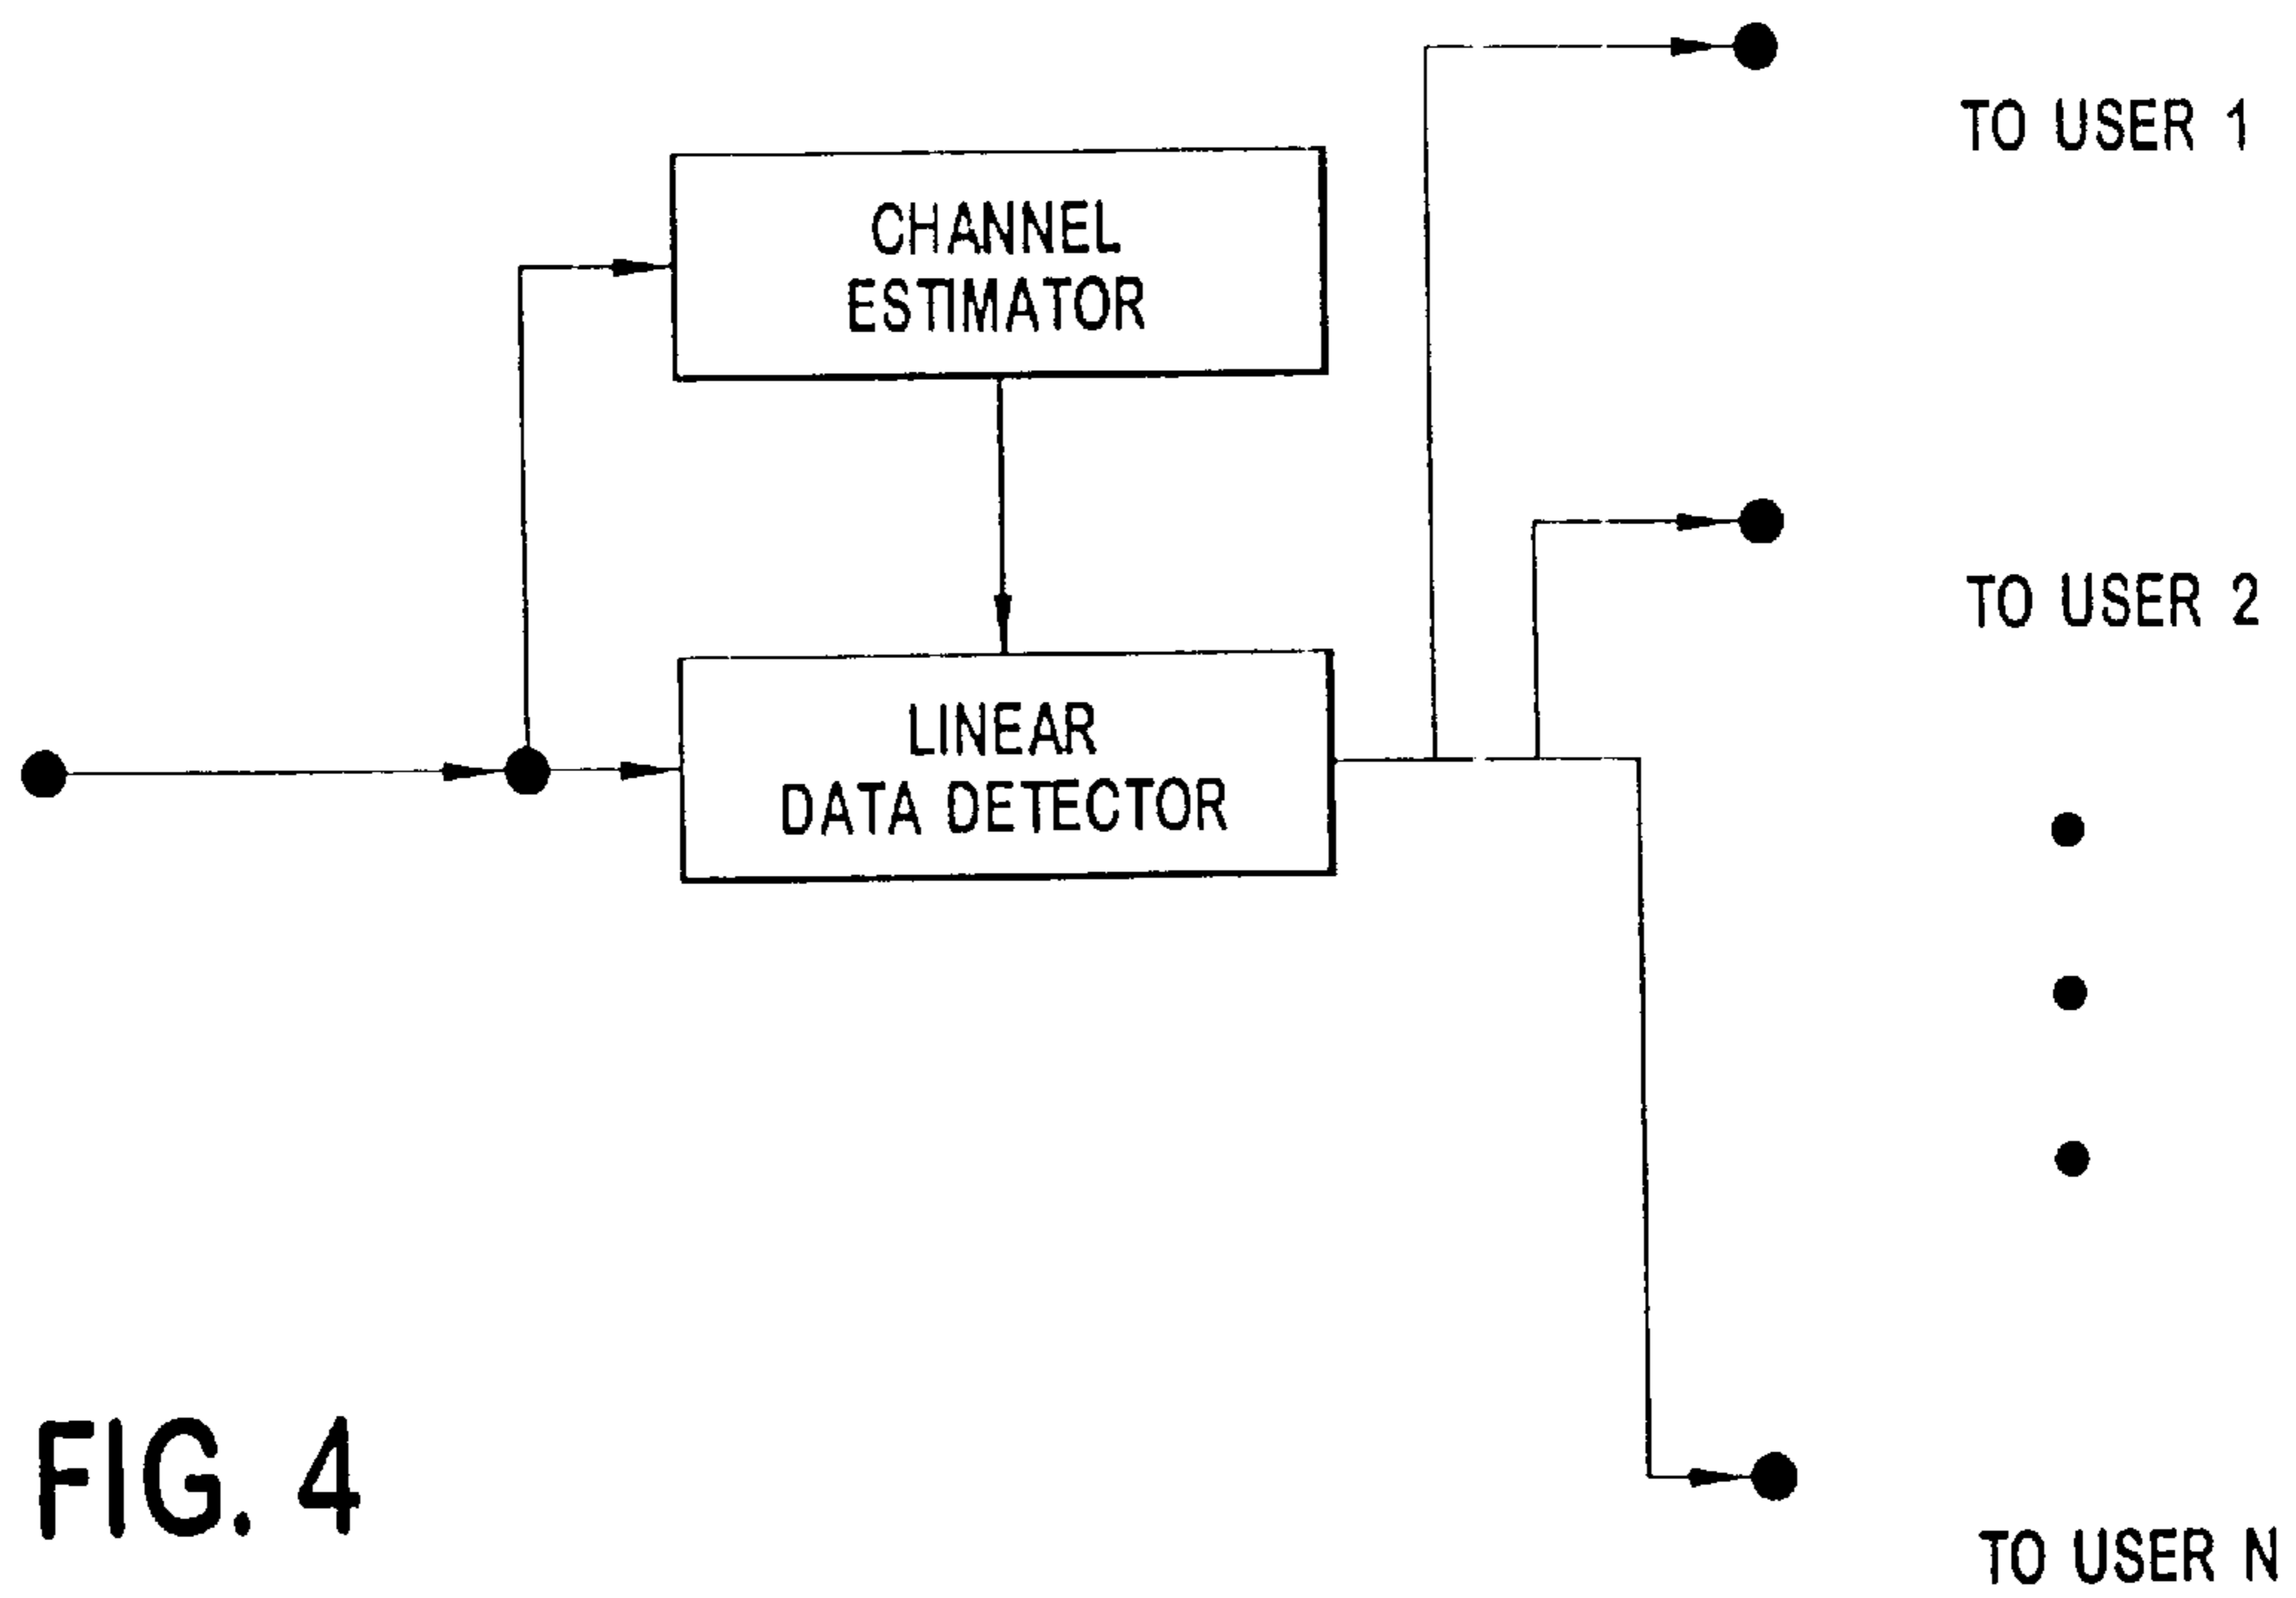 TO USER 1
CHANNEL
ESTIMATOR
TO USER 2
LINEAR
DATA DETECTOR
FIG. 4
TO USER N